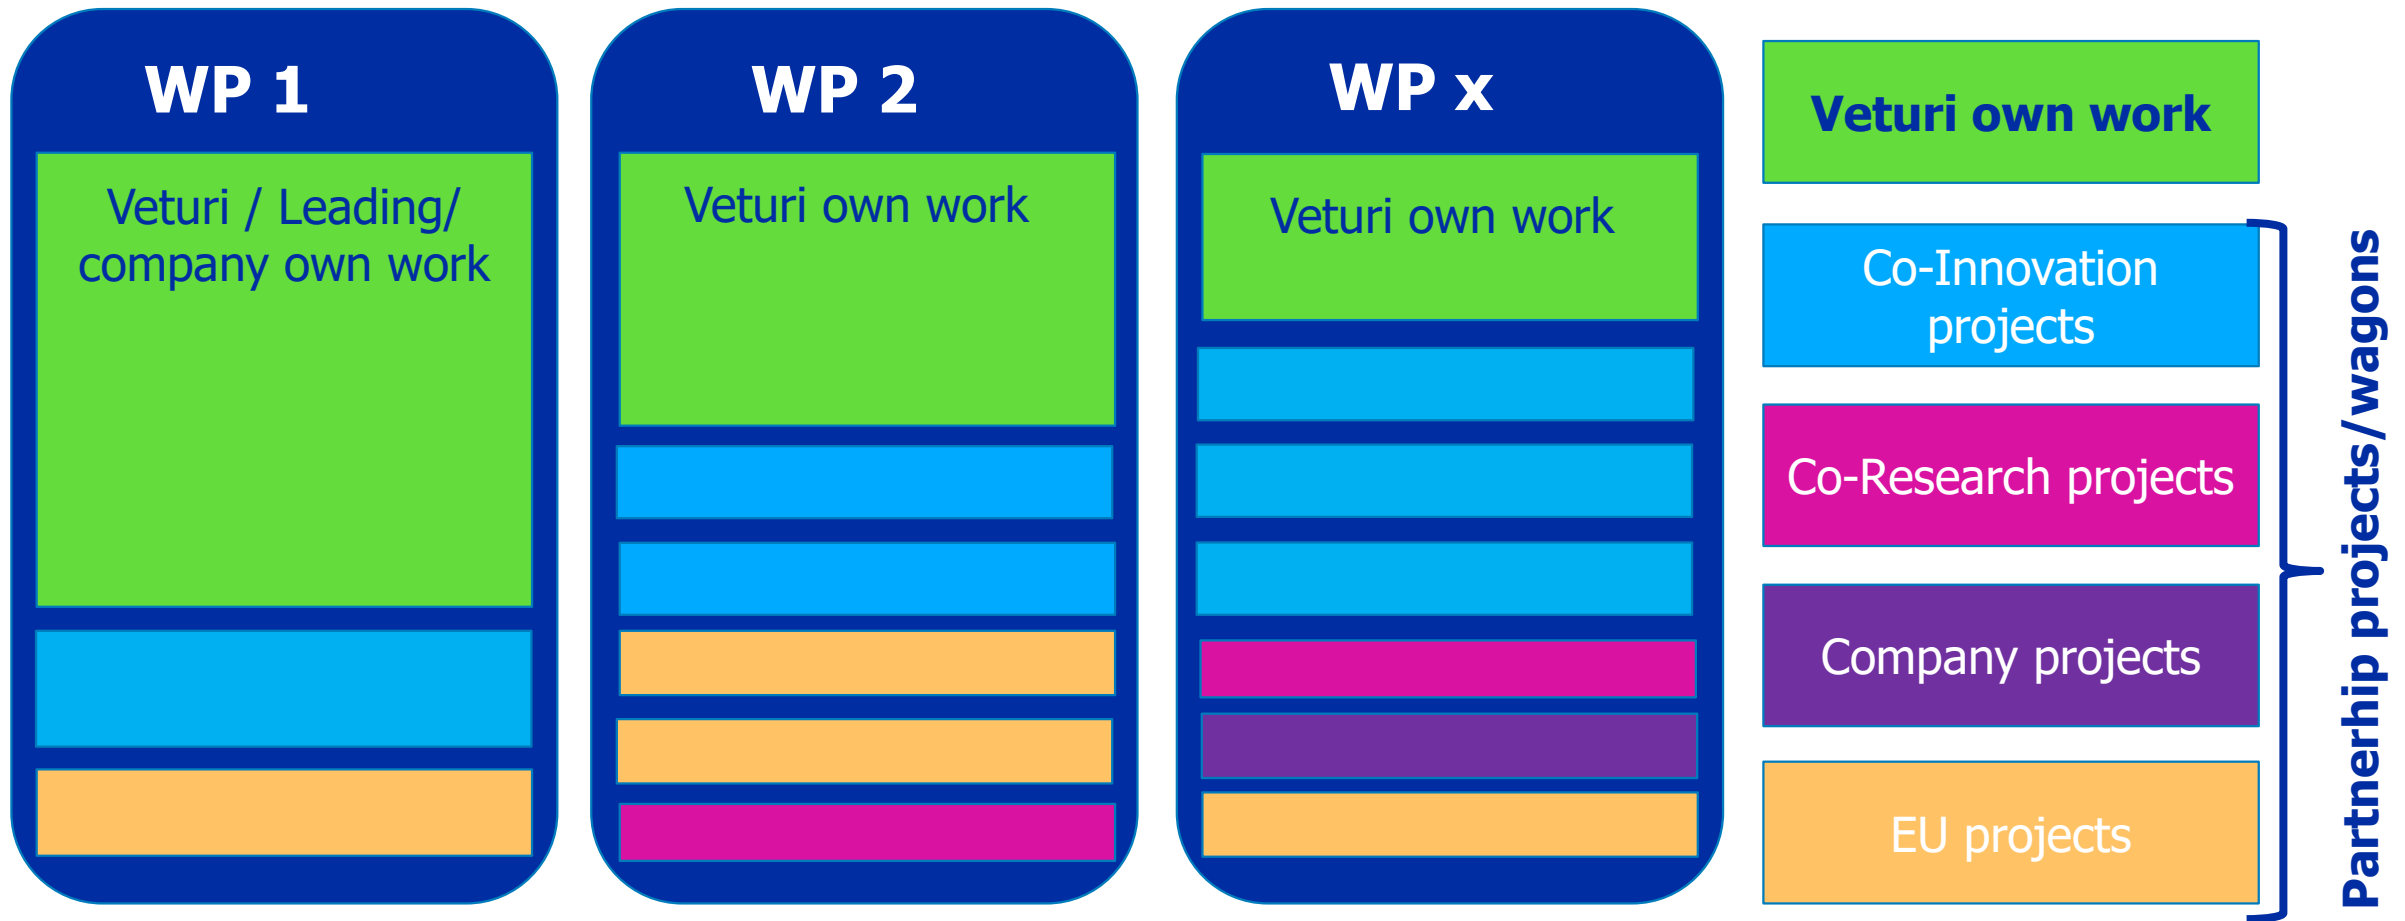 WP 1
Veturi / Leading/
company own work
WP 2
Veturi own work
WP x
Veturi own work
Veturi own work
Co-Innovation
projects
Co-Research projects
Company projects
EU projects
Partnerhip projects/wagons